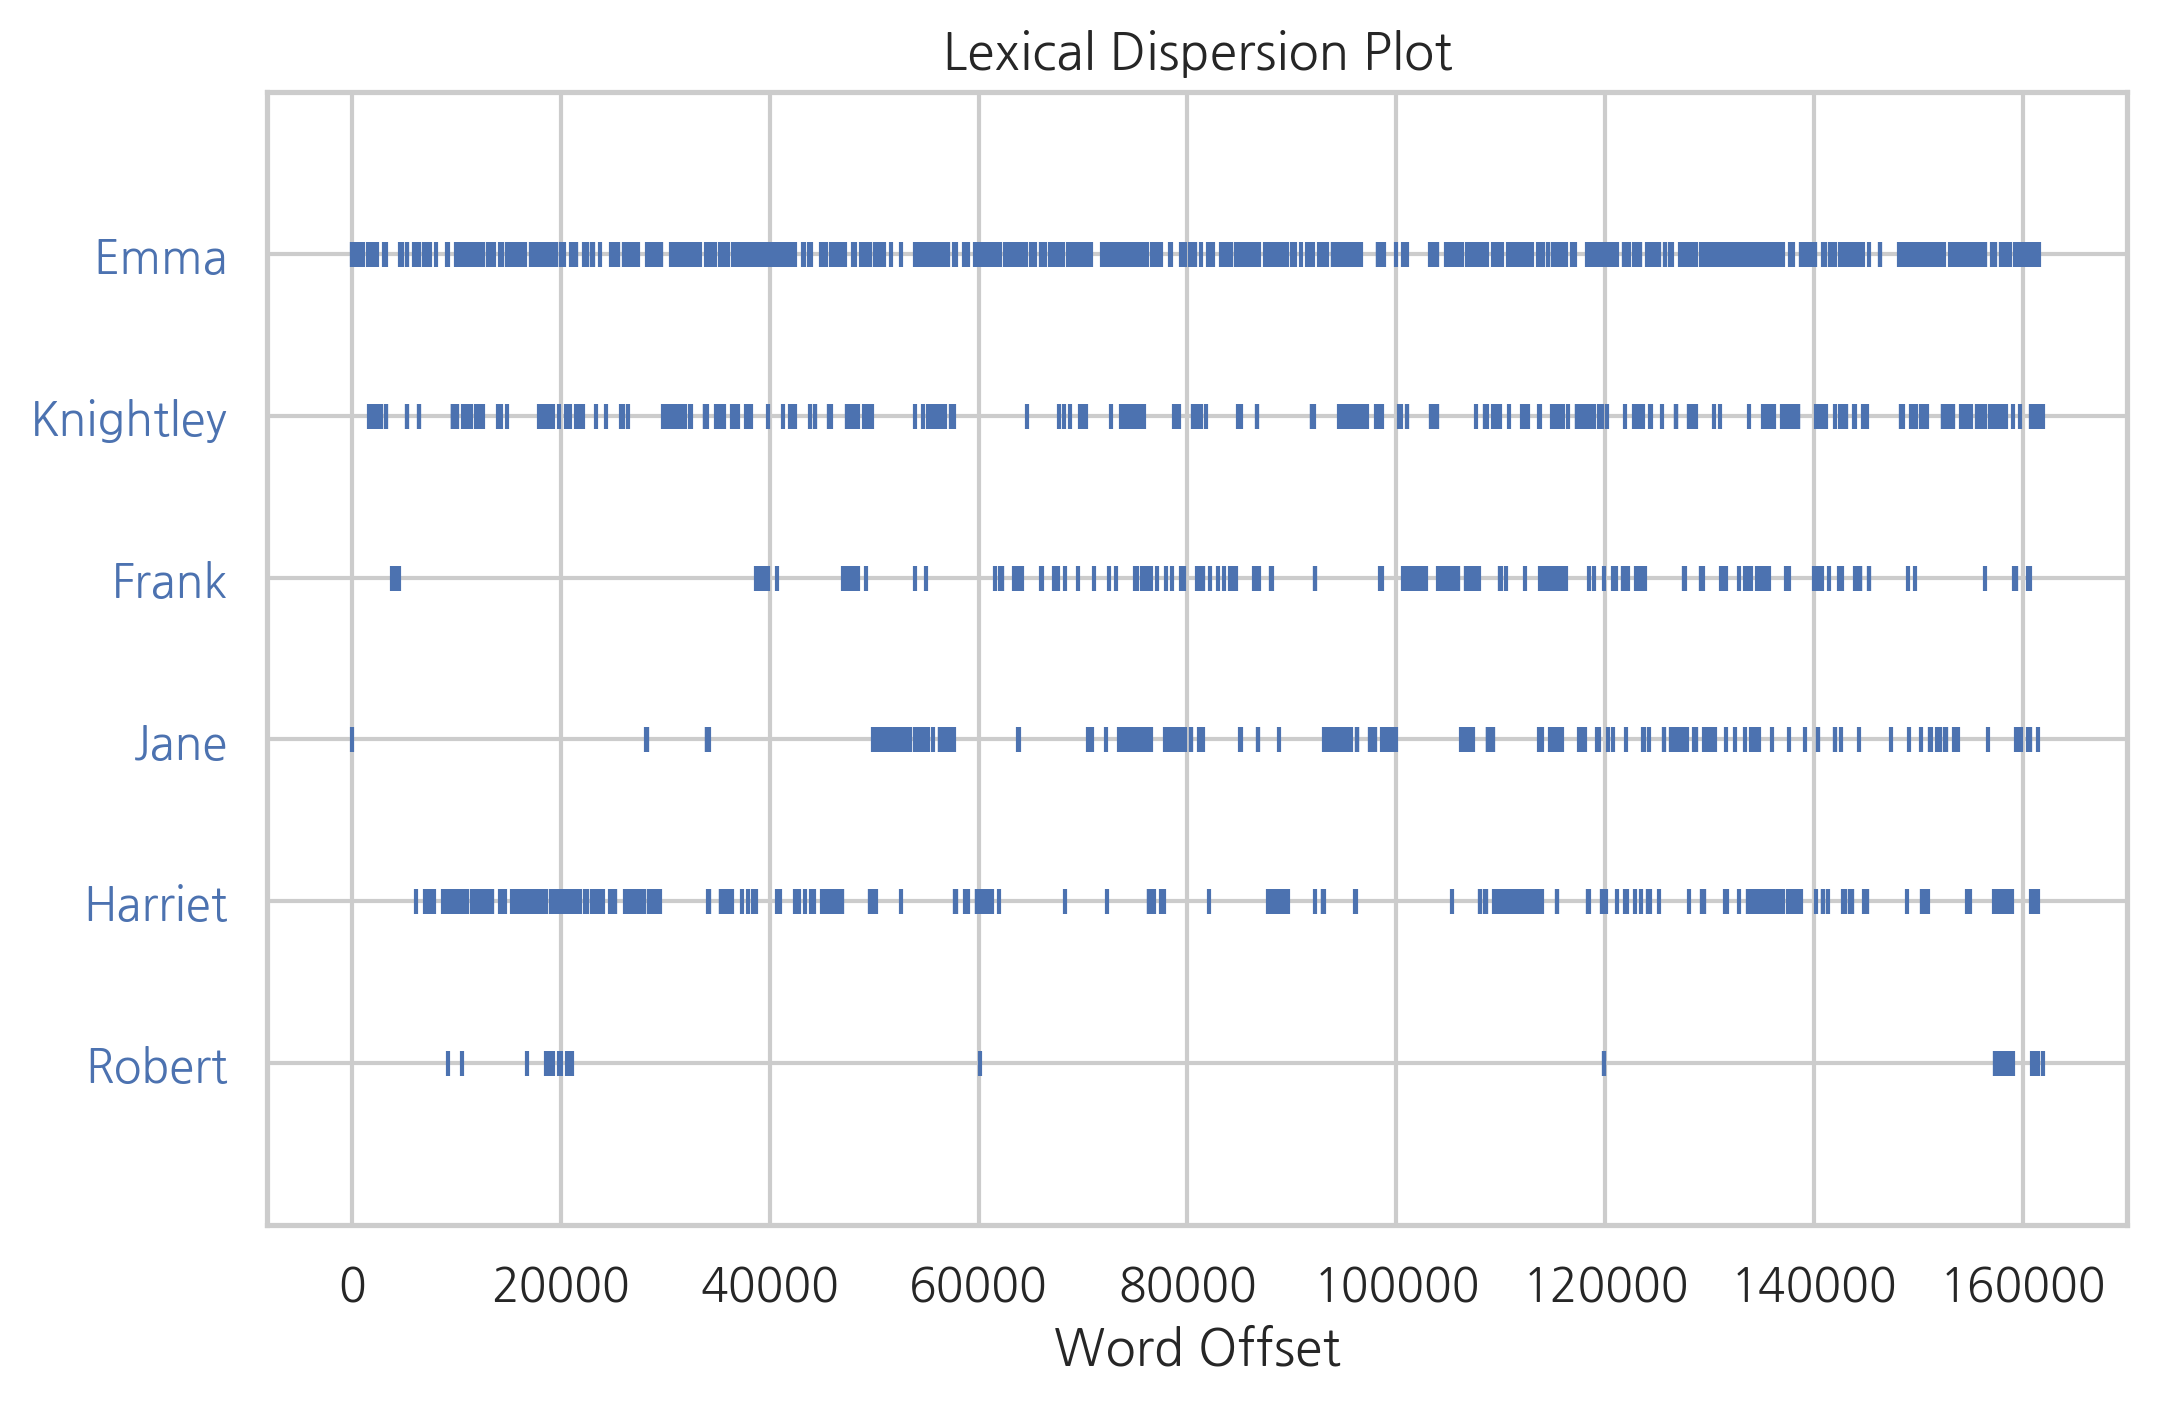 Lexical Dispersion Plot
Emma
Knightley
Frank
Jane
Harriet
Robert
0 20000 40000 60000 80000 100000 120000 140000 160000
Word Offset